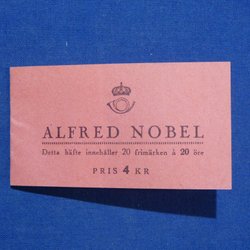 ALFRED NOBEL
Detta häfte innehåller 20 frimärken à 20 öre
PRIS 4 KR